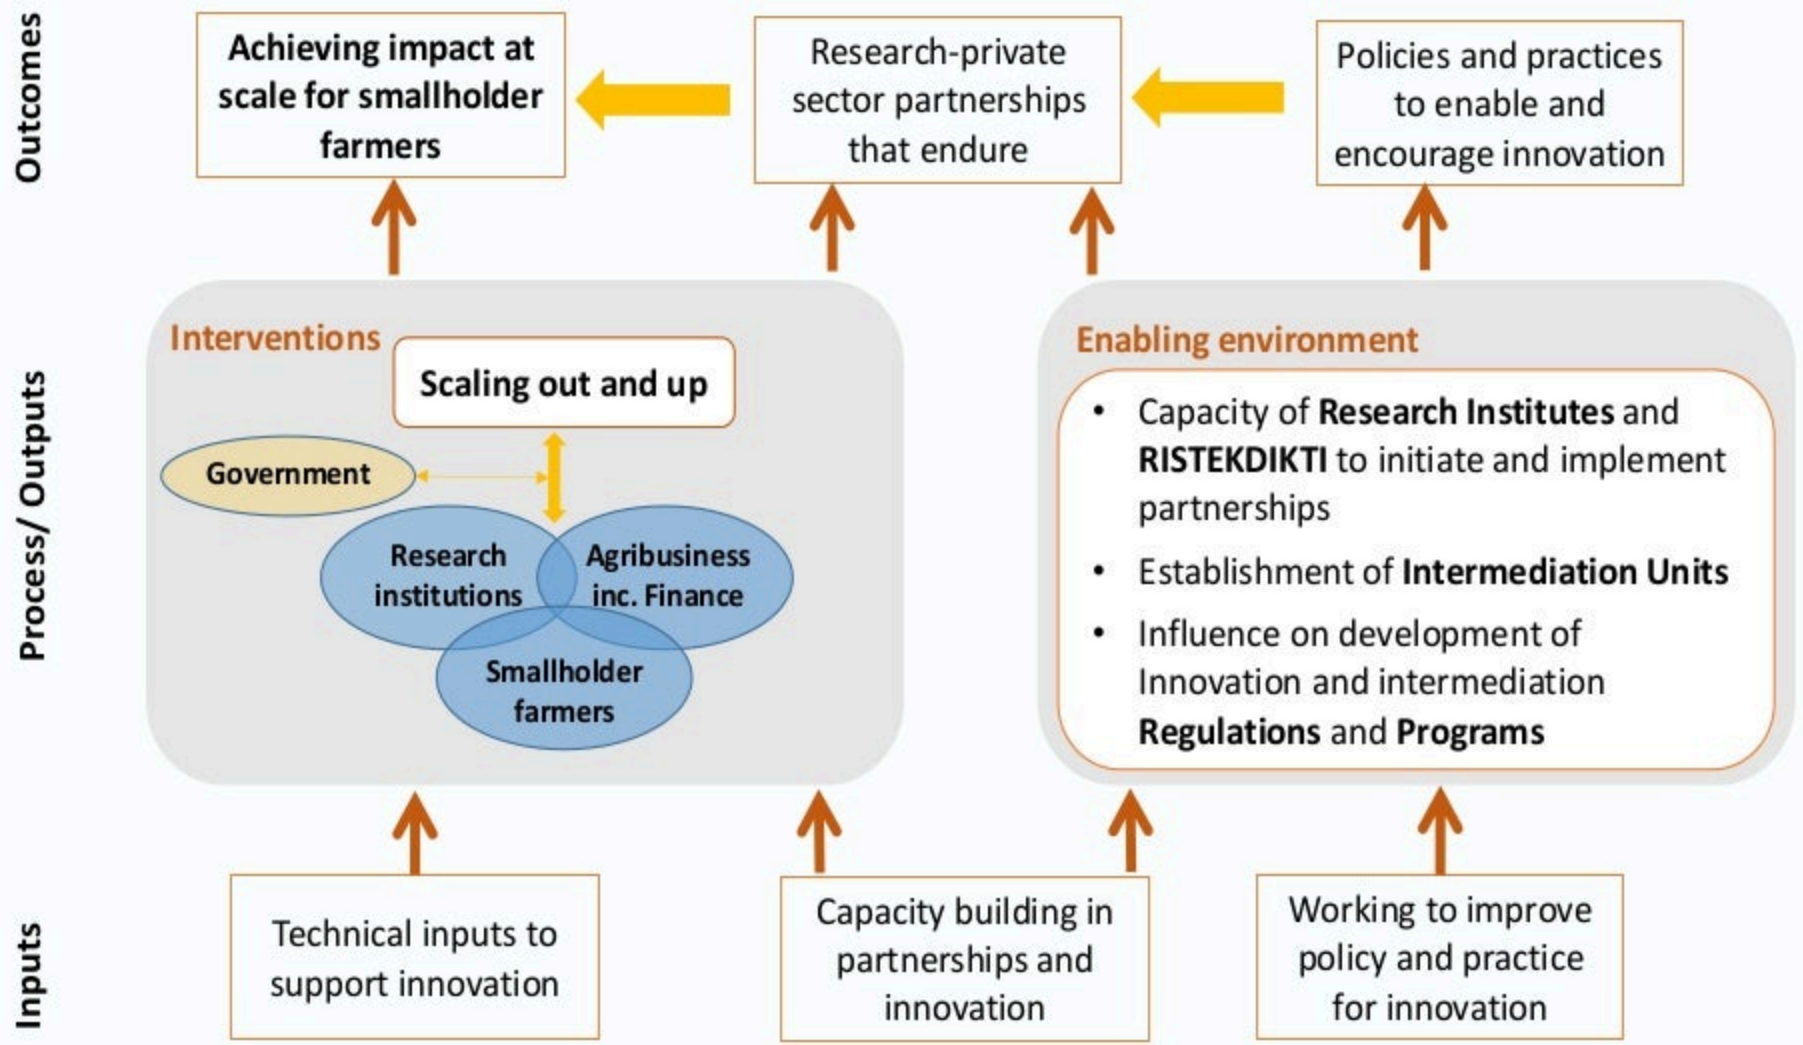 Outcomes
Achieving impact at
scale for smallholder
farmers
Research-private
sector partnerships
that endure
Policies and practices
to enable and
encourage innovation
Process/ Outputs
Interventions
Scaling out and up
Government
Research
institutions
Agribusiness
inc. Finance
Smallholder
farmers
Enabling environment
• Capacity of Research Institutes and
RISTEKDIKTI to initiate and implement
partnerships
• Establishment of Intermediation Units
• Influence on development of
Innovation and intermediation
Regulations and Programs
Inputs
Technical inputs to
support innovation
Capacity building in
partnerships and
innovation
Working to improve
policy and practice
for innovation